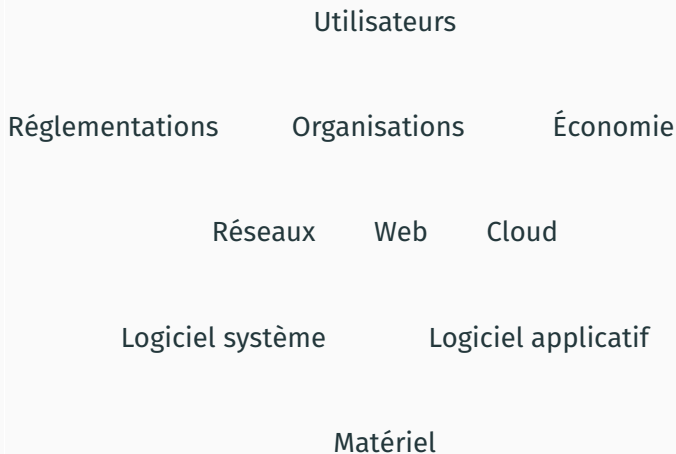 Utilisateurs
Réglementations Organisations Économie
Réseaux Web Cloud
Logiciel système Logiciel applicatif
Matériel